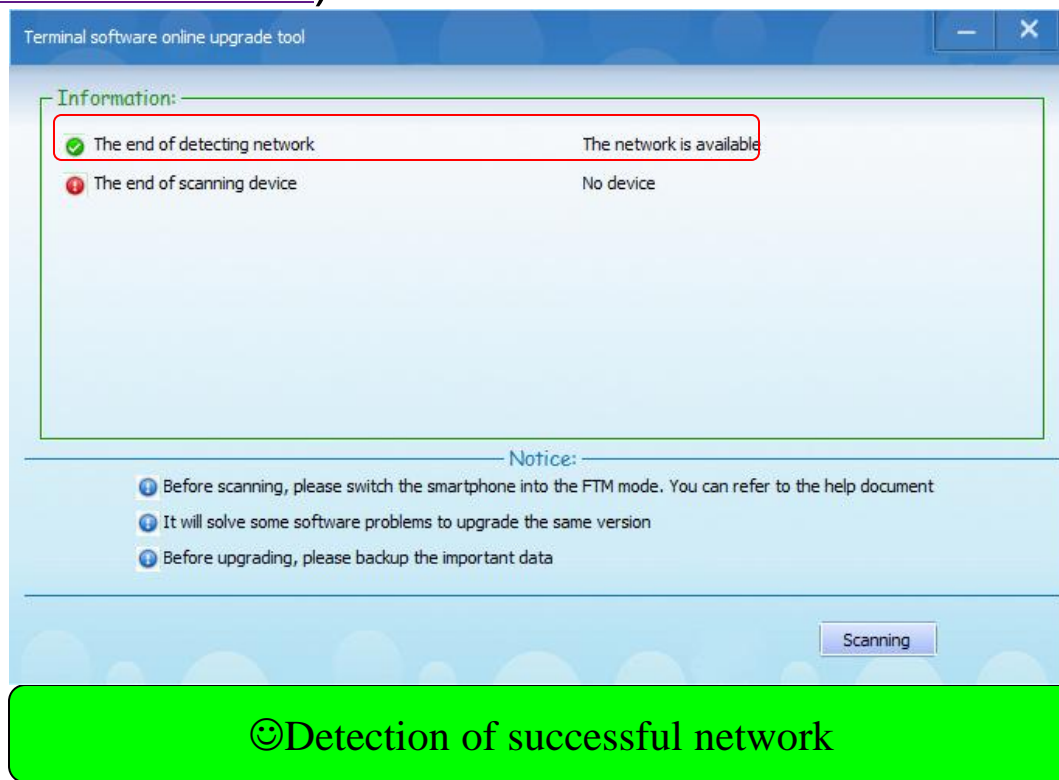 Terminal software online upgrade tool
Information:
The end of detecting network The network is available
The end of scanning device No device
Notice:
Before scanning, please switch the smartphone into the FTM mode. You can refer to the help document
It will solve some software problems to upgrade the same version
Before upgrading, please backup the important data
Scanning
☺Detection of successful network